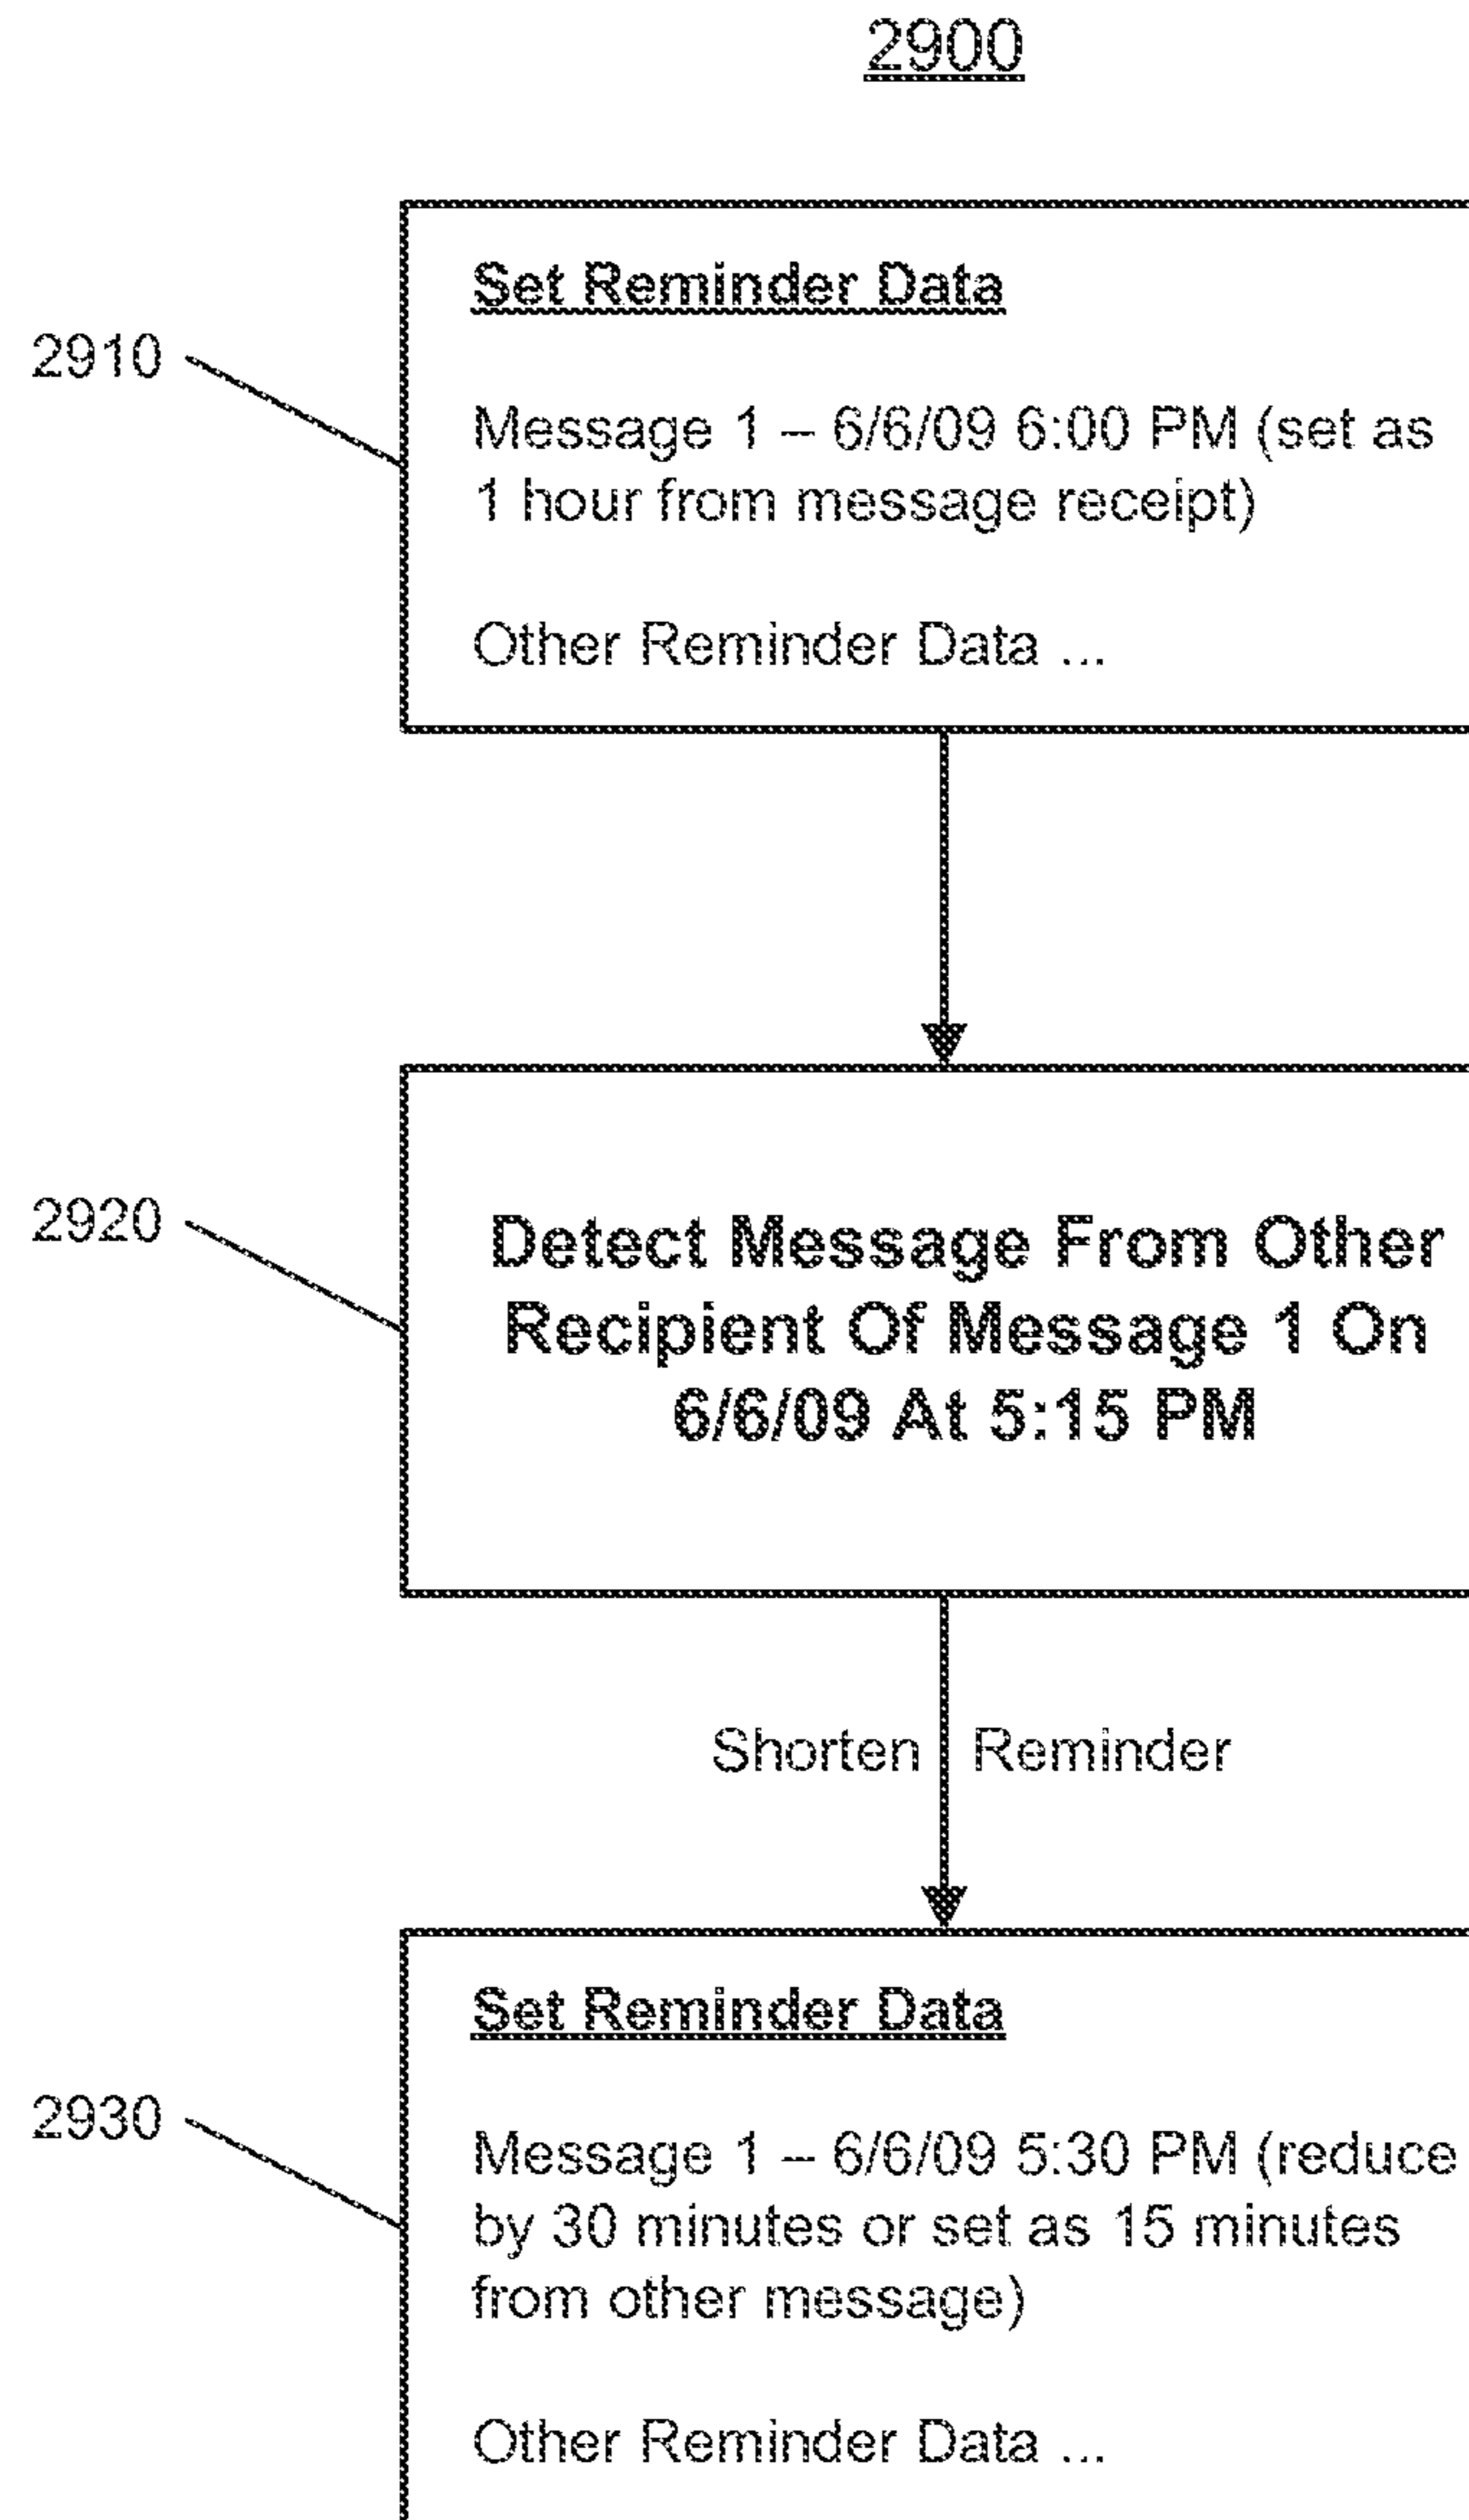 2900
Set Reminder Data
2910
Message 1 – 6/6/09 6:00 PM (set as
1 hour from message receipt)
Other Reminder Data ...
2920
Detect Message From Other
Recipient Of Message 1 On
6/6/09 At 5:15 PM
Shorten Reminder
Set Reminder Data
2930
Message 1 – 6/6/09 5:30 PM (reduce
by 30 minutes or set as 15 minutes
from other message)
Other Reminder Data ...